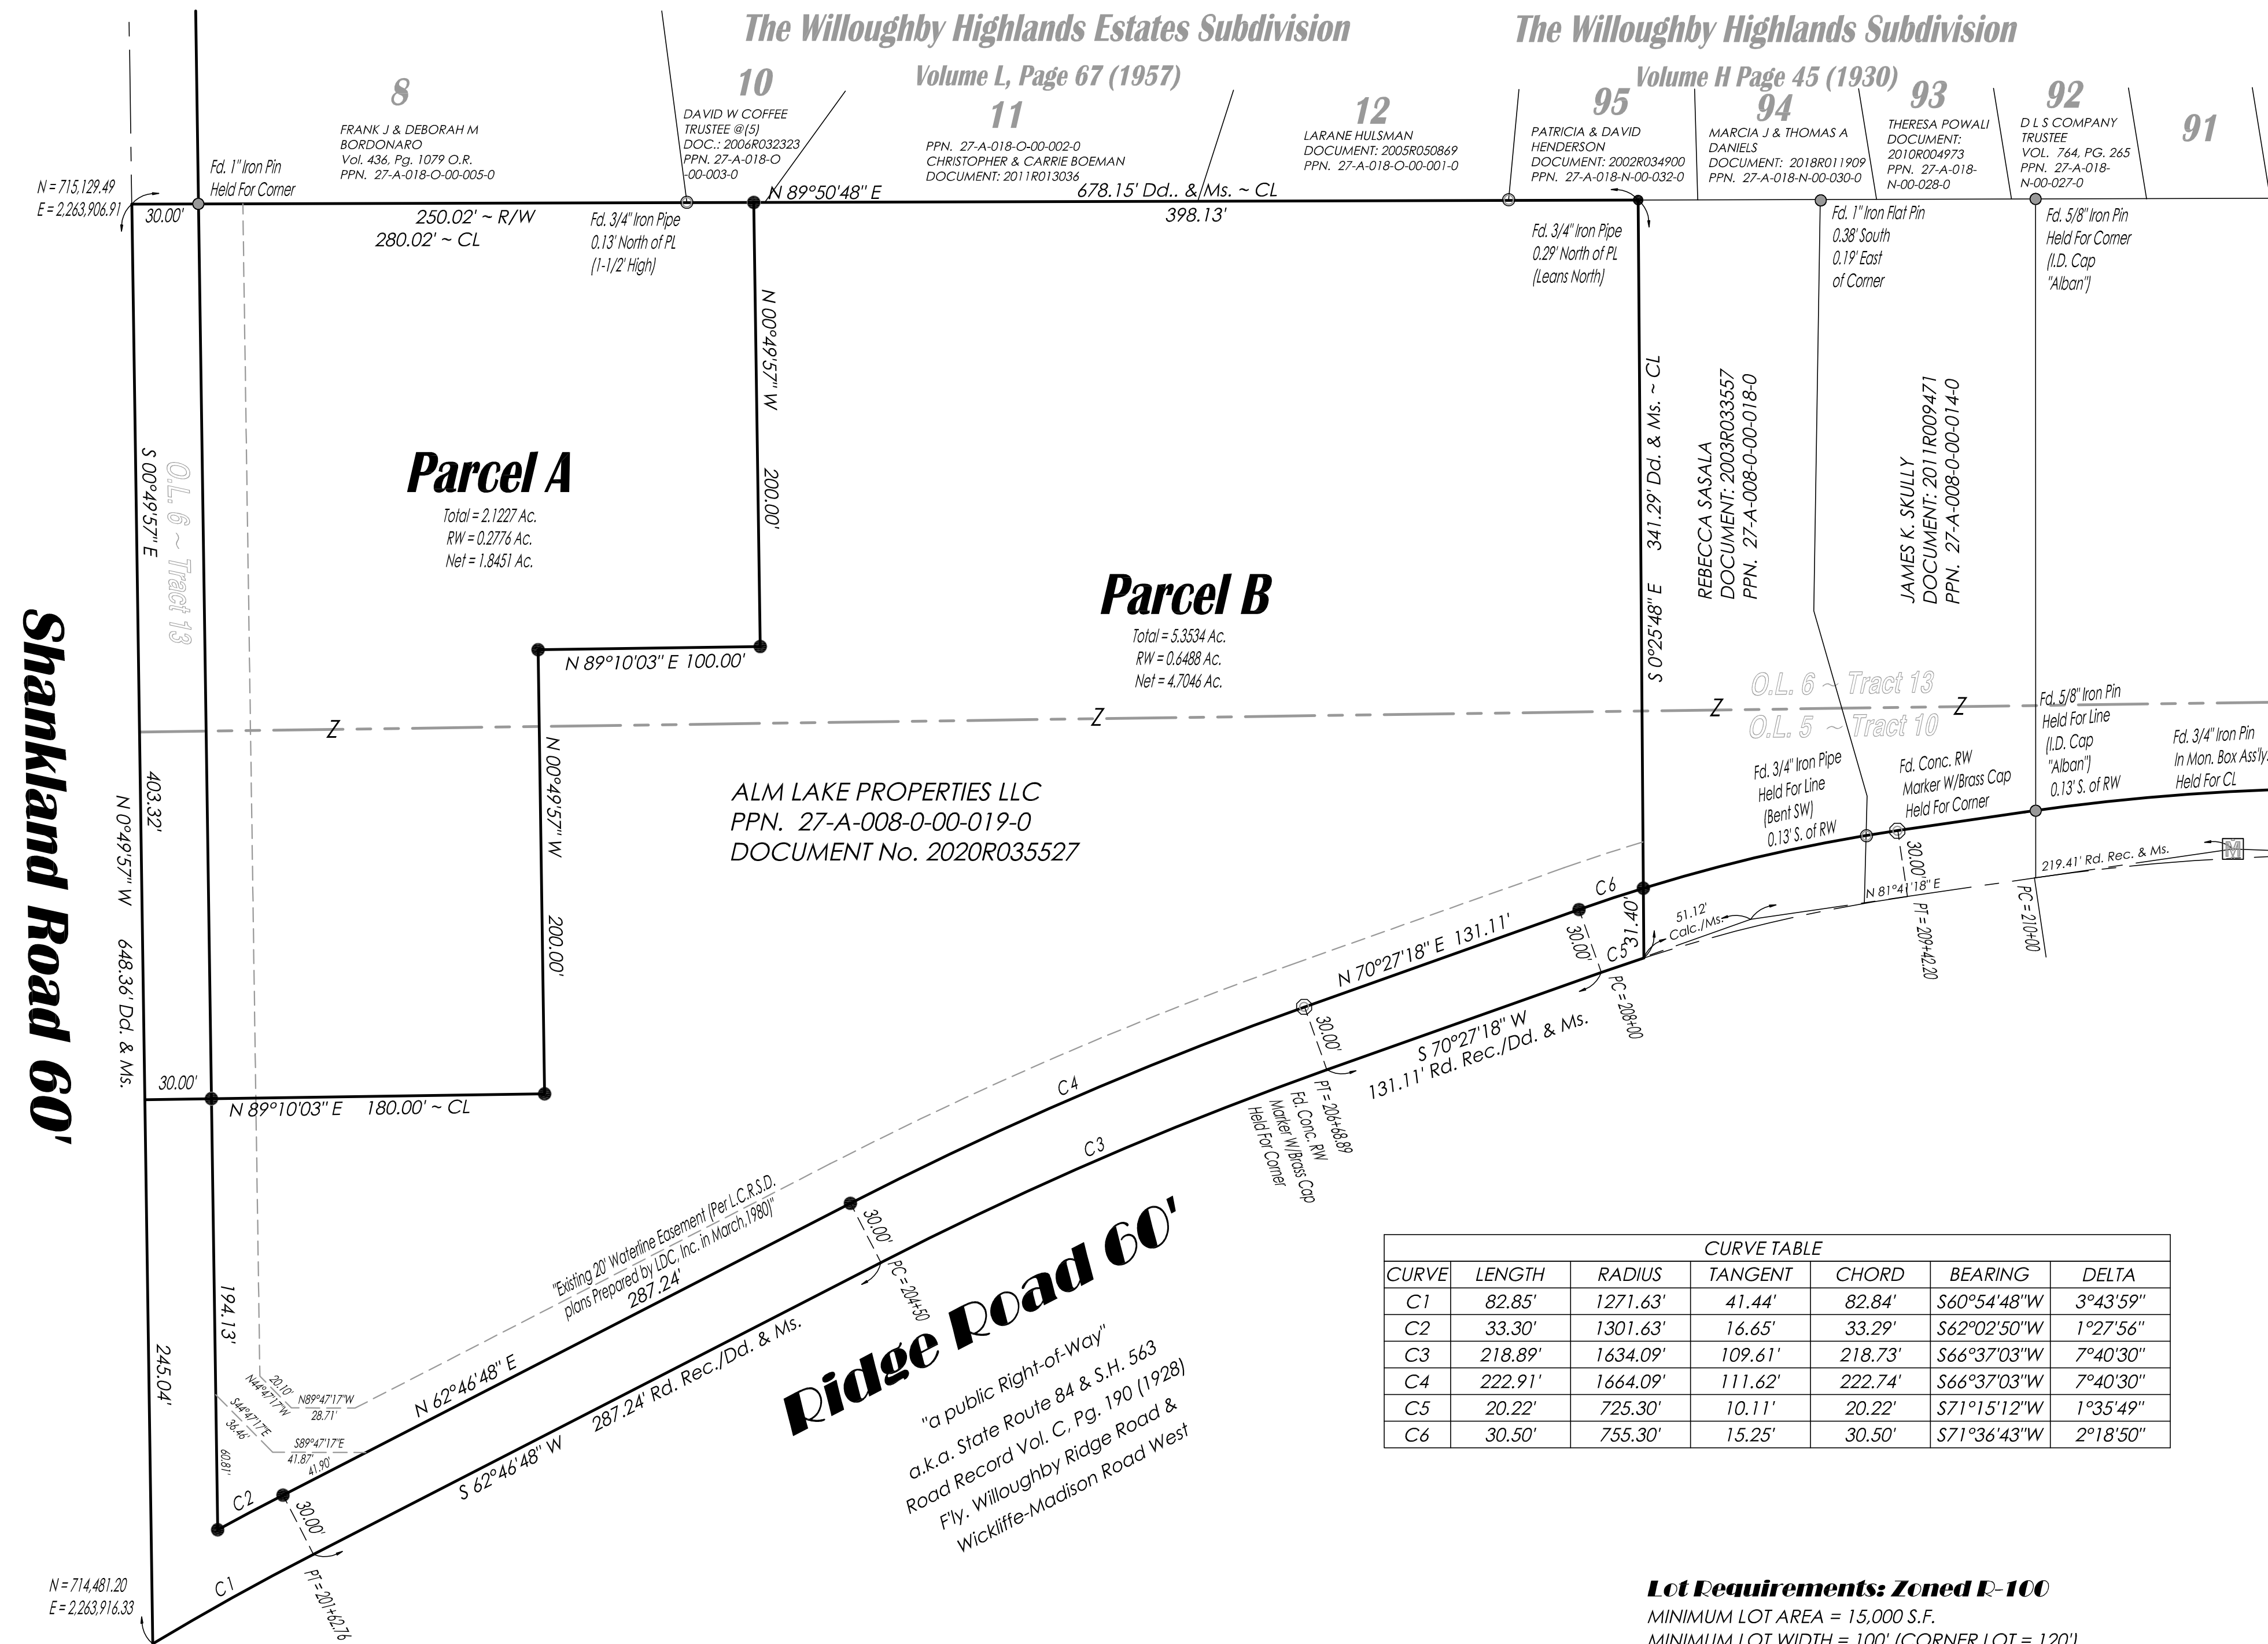 The Willoughby Highlands Estates Subdivision
Volume L, Page 67 (1957)
The Willoughby Highlands Subdivision
Volume H Page 45 (1930)
8
FRANK J & DEBORAH M
BORDONARO
Vol. 436, Pg. 1079 O.R.
PPN. 27-A-018-O-00-005-0
10
DAVID W COFFEE
TRUSTEE @(5)
DOC.: 2006R032323
PPN. 27-A-018-O
-00-003-0
11
PPN. 27-A-018-O-00-002-0
CHRISTOPHER & CARRIE BOEMAN
DOCUMENT: 2011R013036
12
LARANE HULSMAN
DOCUMENT: 2005R050869
PPN. 27-A-018-O-00-001-0
95
PATRICIA & DAVID
HENDERSON
DOCUMENT: 2002R034900
PPN. 27-A-018-N-00-032-0
94
MARCIA J & THOMAS A
DANIELS
DOCUMENT: 2018R011909
PPN. 27-A-018-N-00-030-0
93
THERESA POWALI
DOCUMENT:
2010R004973
PPN. 27-A-018-
N-00-028-0
92
D L S COMPANY
TRUSTEE
VOL. 764, PG. 265
PPN. 27-A-018-
N-00-027-0
91
N = 715,129.49
E = 2,263,906.91
Fd. 1" Iron Pin
Held For Corner
30.00'
250.02' ~ R/W
280.02' ~ CL
Fd. 3/4" Iron Pipe
0.13' North of PL
(1-1/2' High)
N 89°50'48" E
678.15' Dd.. & Ms. ~ CL
398.13'
Fd. 3/4" Iron Pipe
0.29' North of PL
(Leans North)
Fd. 1" Iron Flat Pin
0.38' South
0.19' East
of Corner
Fd. 5/8" Iron Pin
Held For Corner
(I.D. Cap
"Alban")
N 00°49'57" W
200.00'
S 00°49'57" E
403.32'
O.L. 6 ~ Tract 13
Parcel A
Total = 2.1227 Ac.
RW = 0.2776 Ac.
Net = 1.8451 Ac.
Parcel B
Total = 5.3534 Ac.
RW = 0.6488 Ac.
Net = 4.7046 Ac.
S 0°25'48" E 341.29' Dd. & Ms. ~ CL
REBECCA SASALA
DOCUMENT: 2003R033557
PPN. 27-A-008-0-00-018-0
JAMES K. SKULLY
DOCUMENT: 2011R009471
PPN. 27-A-008-0-00-014-0
N 89°10'03" E 100.00'
Z
Z
Z
Z
O.L. 6 ~ Tract 13
O.L. 5 ~ Tract 10
Shankland Road 60'
N 0°49'57" W 648.36' Dd. & Ms.
N 00°49'57" W
200.00'
ALM LAKE PROPERTIES LLC
PPN. 27-A-008-0-00-019-0
DOCUMENT No. 2020R035527
Fd. 3/4" Iron Pipe
Held For Line
(Bent SW)
0.13' S. of RW
Fd. Conc. RW
Marker W/Brass Cap
Held For Corner
Fd. 5/8" Iron Pin
Held For Line
(I.D. Cap
"Alban")
0.13' S. of RW
Fd. 3/4" Iron Pin
In Mon. Box Ass'ly.
Held For CL
30.00'
N 81°41'18" E
219.41' Rd. Rec. & Ms.
M
PT = 209+42.20
PC = 210+00
51.12'
Calc./Ms.
31.40'
C6
C5
30.00'
PC = 208+00
N 70°27'18" E 131.11'
S 70°27'18" W
131.11' Rd. Rec./Dd. & Ms.
30.00'
PT = 206+68.89
Fd. Conc. RW
Marker W/Brass Cap
Held For Corner
C4
C3
30.00'
N 89°10'03" E 180.00' ~ CL
"Existing 20' Waterline Easement (Per L.C.R.S.D.
plans Prepared by LDC, Inc. in March,1980)"
287.24'
N 62°46'48" E
30.00'
PC = 204+50
S 62°46'48" W 287.24' Rd. Rec./Dd. & Ms.
194.13'
245.04'
20.10'
N44°47'17"W
N89°47'17"W
28.71'
S44°47'17"E
36.46'
S89°47'17"E
41.87'
41.90'
60.81'
C2
30.00'
PT = 201+62.76
C1
N = 714,481.20
E = 2,263,916.33
Ridge Road 60'
"a public Right-of-Way"
a.k.a. State Route 84 & S.H. 563
Road Record Vol. C, Pg. 190 (1928)
F'ly. Willoughby Ridge Road &
Wickliffe-Madison Road West
CURVE TABLE
CURVE LENGTH RADIUS TANGENT CHORD BEARING DELTA
C1 82.85' 1271.63' 41.44' 82.84' S60°54'48"W 3°43'59"
C2 33.30' 1301.63' 16.65' 33.29' S62°02'50"W 1°27'56"
C3 218.89' 1634.09' 109.61' 218.73' S66°37'03"W 7°40'30"
C4 222.91' 1664.09' 111.62' 222.74' S66°37'03"W 7°40'30"
C5 20.22' 725.30' 10.11' 20.22' S71°15'12"W 1°35'49"
C6 30.50' 755.30' 15.25' 30.50' S71°36'43"W 2°18'50"
Lot Requirements: Zoned R-100
MINIMUM LOT AREA = 15,000 S.F.
MINIMUM LOT WIDTH = 100' (CORNER LOT = 120')